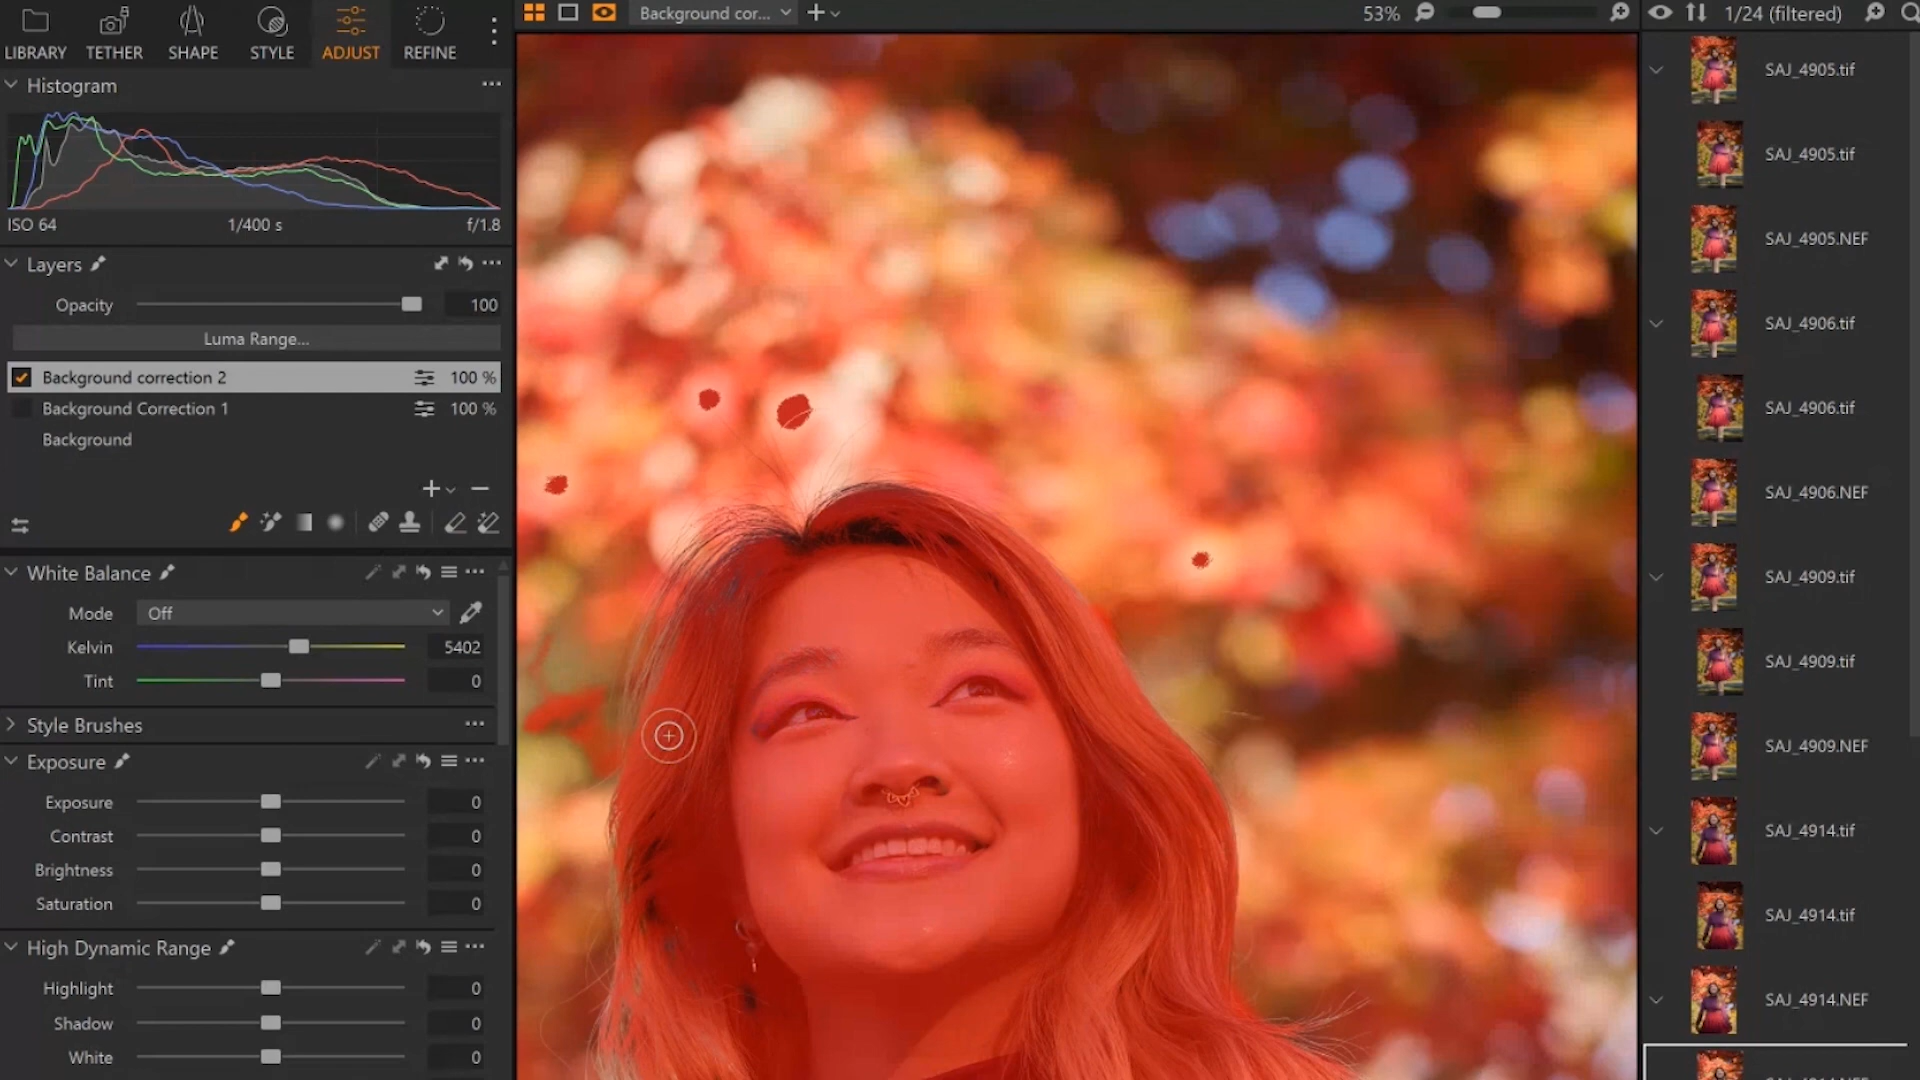 LIBRARY TETHER SHAPE STYLE ADJUST REFINE
Histogram
ISO 64 1/400 s f/1.8
Layers
Opacity 100
Luma Range...
Background correction 2 100 %
Background Correction 1 100 %
Background
White Balance
Mode Off
Kelvin 5402
Tint 0
Style Brushes
Exposure
Exposure 0
Contrast 0
Brightness 0
Saturation 0
High Dynamic Range
Highlight 0
Shadow 0
White 0
Background cor...
53%
1/24 (filtered)
SAJ_4905.tif
SAJ_4905.tif
SAJ_4905.NEF
SAJ_4906.tif
SAJ_4906.tif
SAJ_4906.NEF
SAJ_4909.tif
SAJ_4909.tif
SAJ_4909.NEF
SAJ_4914.tif
SAJ_4914.tif
SAJ_4914.NEF